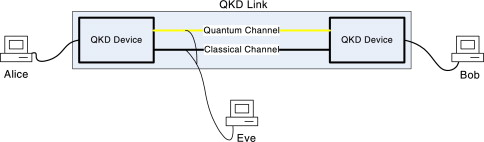 QKD Link
Quantum Channel
QKD Device
QKD Device
Classical Channel
Alice
Bob
Eve